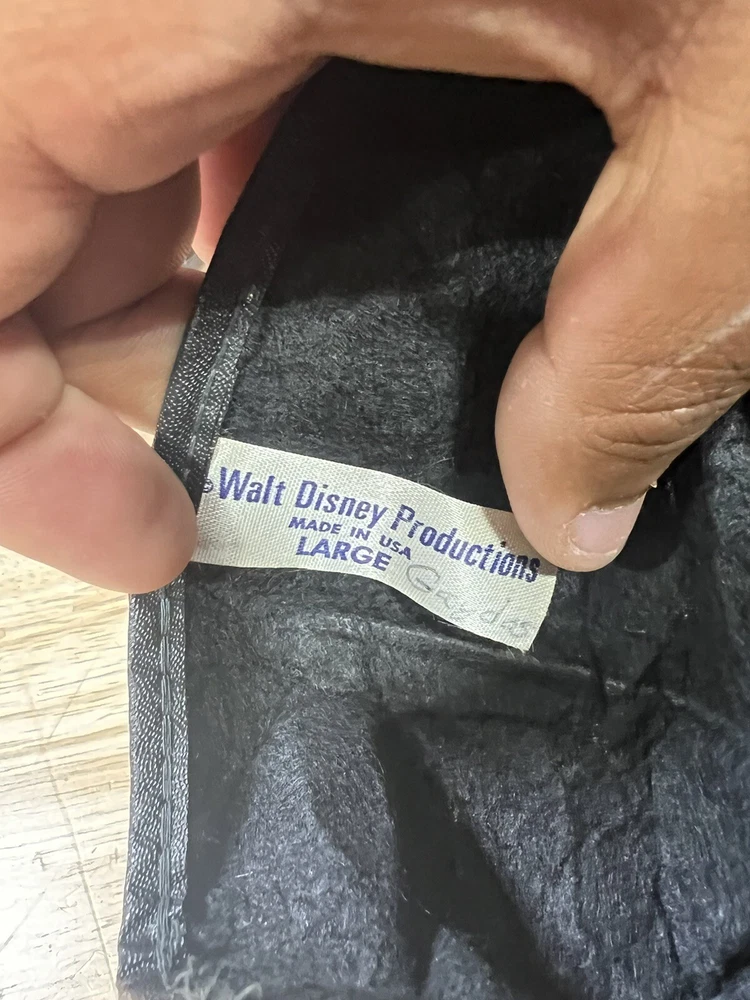 ©Walt Disney Productions
MADE IN USA
LARGE